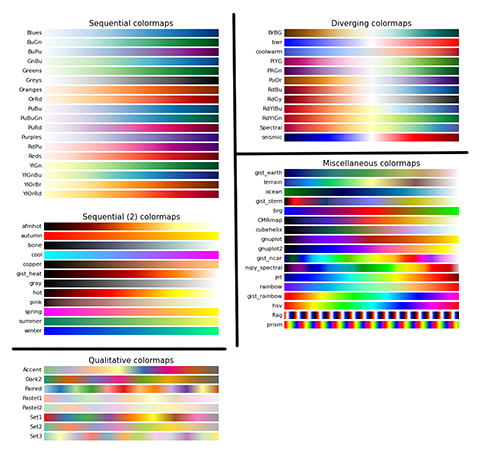 Sequential colormaps
Blues
BuGn
BuPu
GnBu
Greens
Greys
Oranges
OrRd
PuBu
PuBuGn
PuRd
Purples
RdPu
Reds
YlGn
YlGnBu
YlOrBr
YlOrRd
Sequential (2) colormaps
afmhot
autumn
bone
cool
copper
gist_heat
gray
hot
pink
spring
summer
winter
Qualitative colormaps
Accent
Dark2
Paired
Pastel1
Pastel2
Set1
Set2
Set3
Diverging colormaps
BrBG
bwr
coolwarm
PiYG
PRGn
PuOr
RdBu
RdGy
RdYlBu
RdYlGn
Spectral
seismic
Miscellaneous colormaps
gist_earth
terrain
ocean
gist_stern
brg
CMRmap
cubehelix
gnuplot
gnuplot2
gist_ncar
nipy_spectral
jet
rainbow
gist_rainbow
hsv
flag
prism